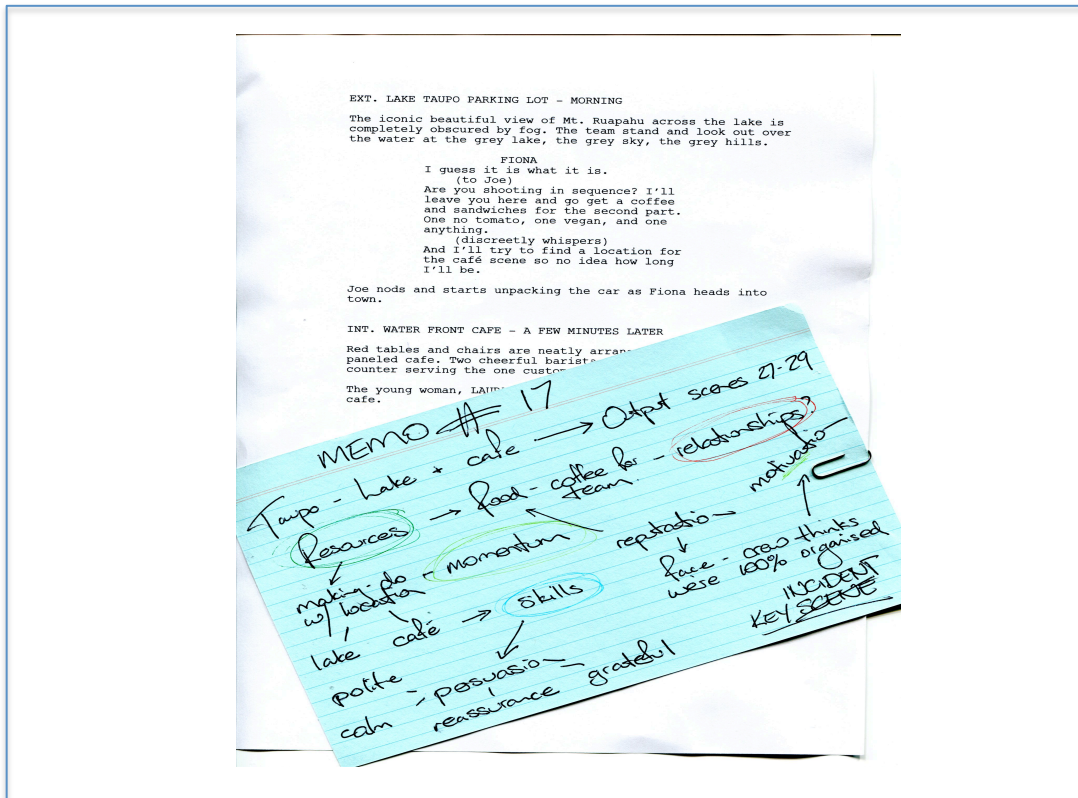 EXT. LAKE TAUPO PARKING LOT – MORNING
The iconic beautiful view of Mt. Ruapahu across the lake is
completely obscured by fog. The team stand and look out over
the water at the grey lake, the grey sky, the grey hills.
FIONA
I guess it is what it is.
(to Joe)
Are you shooting in sequence? I'll
leave you here and go get a coffee
and sandwiches for the second part.
One no tomato, one vegan, and one
anything.
(discreetly whispers)
And I'll try to find a location for
the café scene so no idea how long
I'll be.
Joe nods and starts unpacking the car as Fiona heads into
town.
INT. WATER FRONT CAFE – A FEW MINUTES LATER
Red tables and chairs are neatly
paneled cafe. Two cheerful
counter serving the one
The young woman,
cafe.
MEMO # 17
Taupo - Lake + café → Output scenes 27-29
Resources → food - coffee for team - relationships?
making do w/ location - momentum
reputation
motivation
lake café → skills
face - crew thinks
we're 100% organised
INCIDENT
KEY SCENE
polite
calm > persuasion = grateful
reassurance